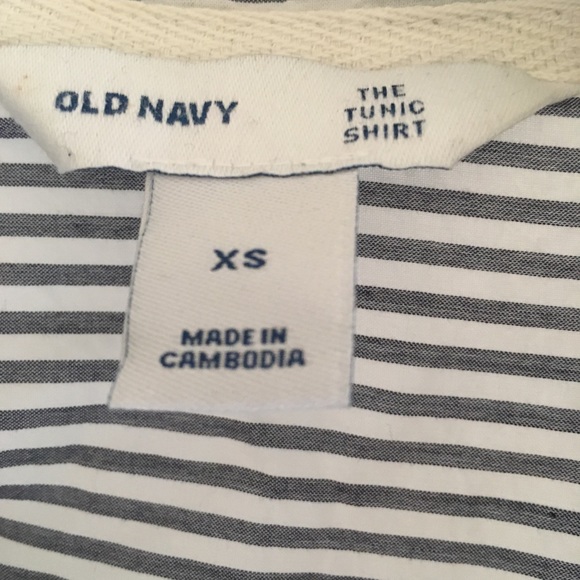 OLD NAVY
THE
TUNIC
SHIRT
XS
MADE IN
CAMBODIA